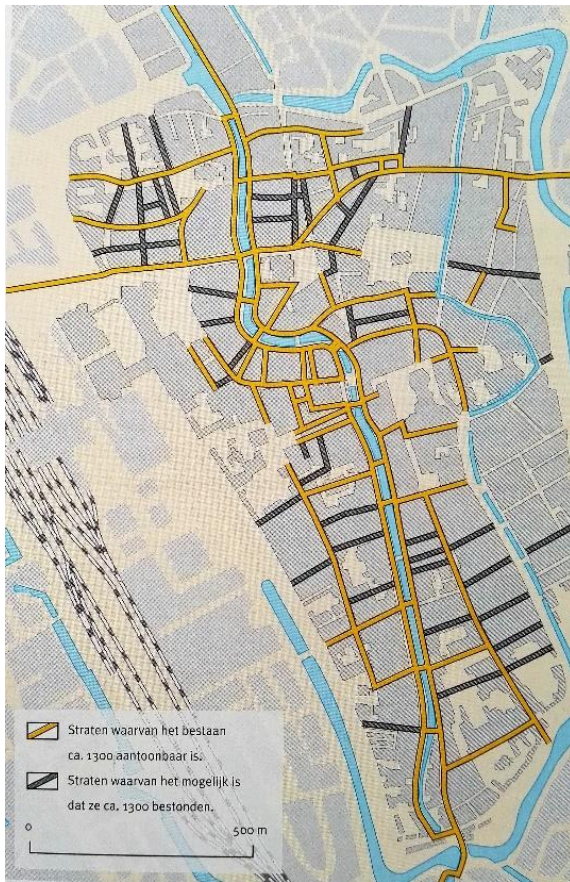 Straten waarvan het bestaan
ca. 1300 aantoonbaar is.
Straten waarvan het mogelijk is
dat ze ca. 1300 bestonden.
0 500 m